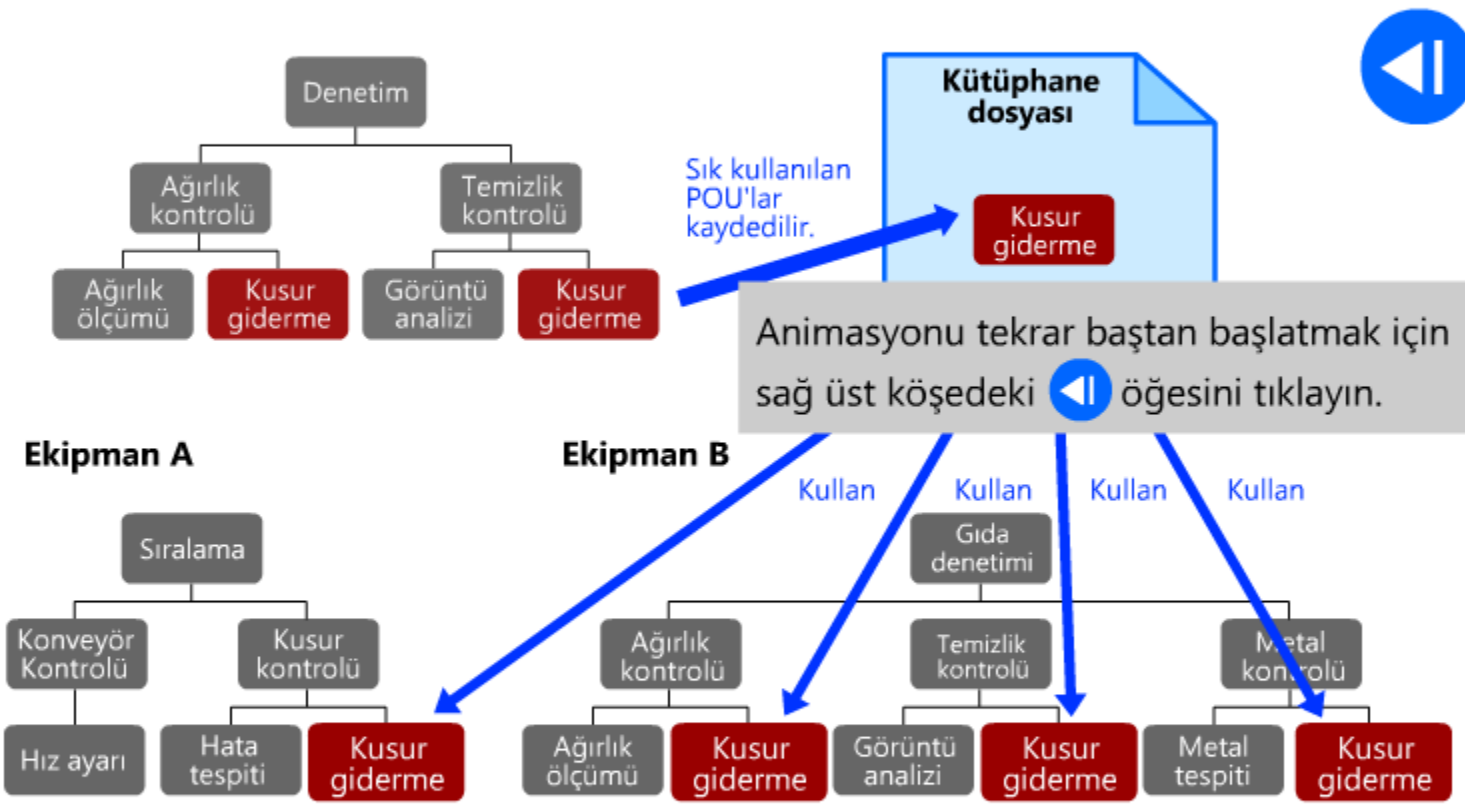 Denetim
Ağırlık
kontrolü
Temizlik
kontrolü
Ağırlık
ölçümü
Kusur
giderme
Görüntü
analizi
Kusur
giderme
Sık kullanılan
POU'lar
kaydedilir.
Kütüphane
dosyası
Kusur
giderme
Animasyonu tekrar baştan başlatmak için
sağ üst köşedeki öğesini tıklayın.
Ekipman A
Sıralama
Konveyör
Kontrolü
Kusur
kontrolü
Hız ayarı
Hata
tespiti
Kusur
giderme
Ekipman B
Kullan
Kullan
Kullan
Kullan
Gıda
denetimi
Ağırlık
kontrolü
Temizlik
kontrolü
Metal
kontrolü
Ağırlık
ölçümü
Kusur
giderme
Görüntü
analizi
Kusur
giderme
Metal
tespiti
Kusur
giderme